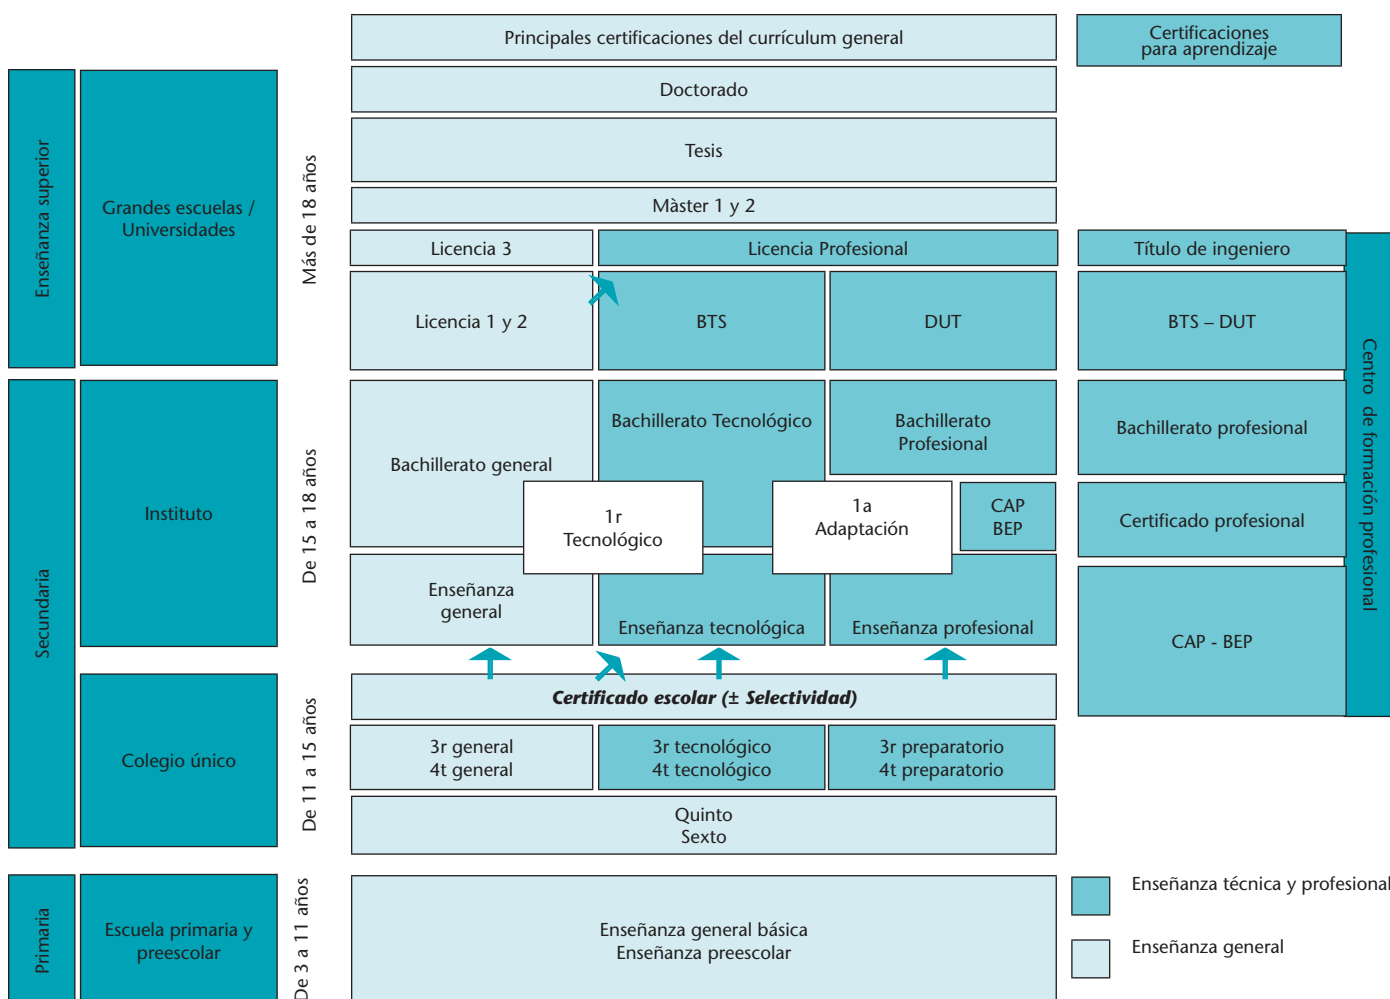 Principales certificaciones del currículum general
Certificaciones
para aprendizaje
Enseñanza superior
Grandes escuelas /
Universidades
Más de 18 años
Doctorado
Tesis
Màster 1 y 2
Licencia 3
Licencia Profesional
Título de ingeniero
Licencia 1 y 2
BTS
DUT
BTS – DUT
Centro de formación profesional
Secundaria
Instituto
De 15 a 18 años
Bachillerato general
Bachillerato Tecnológico
Bachillerato
Profesional
Bachillerato profesional
1r
Tecnológico
1a
Adaptación
CAP
BEP
Certificado profesional
Enseñanza
general
Enseñanza tecnológica
Enseñanza profesional
CAP - BEP
Colegio único
De 11 a 15 años
Certificado escolar (± Selectividad)
3r general
4t general
3r tecnológico
4t tecnológico
3r preparatorio
4t preparatorio
Quinto
Sexto
Primaria
Escuela primaria y
preescolar
De 3 a 11 años
Enseñanza general básica
Enseñanza preescolar
Enseñanza técnica y profesional
Enseñanza general